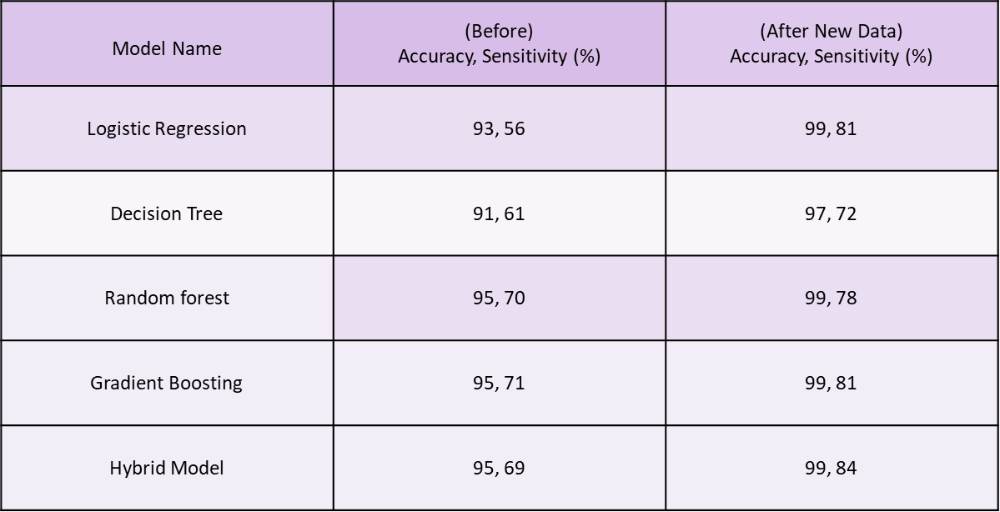 Model Name
(Before)
Accuracy, Sensitivity (%)
(After New Data)
Accuracy, Sensitivity (%)
Logistic Regression
93, 56
99, 81
Decision Tree
91, 61
97, 72
Random forest
95, 70
99, 78
Gradient Boosting
95, 71
99, 81
Hybrid Model
95, 69
99, 84